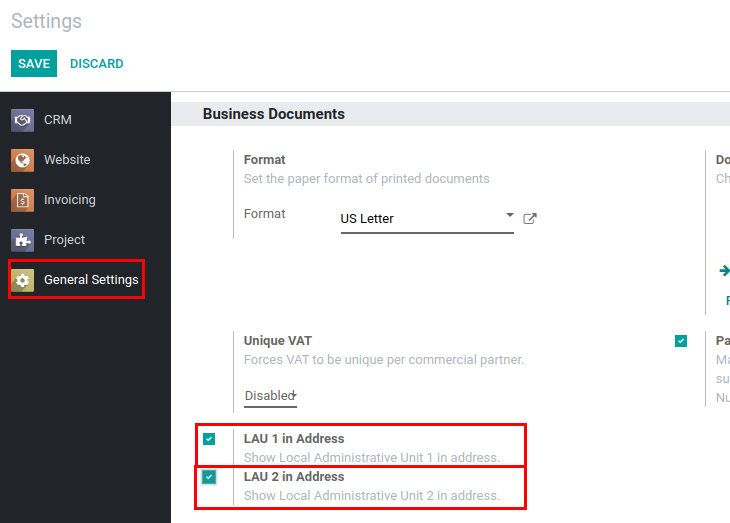 Settings
SAVE DISCARD
CRM
Website
Invoicing
Project
General Settings
Business Documents
Format
Set the paper format of printed documents
Format US Letter
Unique VAT
Forces VAT to be unique per commercial partner.
Disabled
LAU 1 in Address
Show Local Administrative Unit 1 in address.
LAU 2 in Address
Show Local Administrative Unit 2 in address.
Do
Ch
Pa
Ma
su
Nu